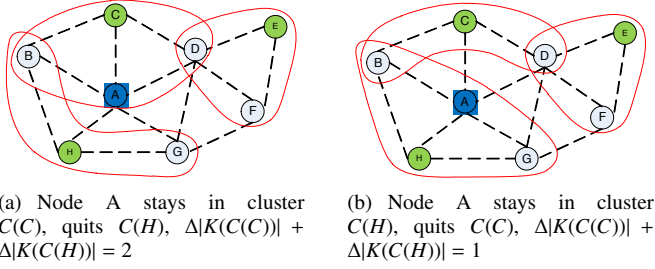 C
E
B
D
A
F
H
G
(a) Node A stays in cluster
C(C), quits C(H), Δ|K(C(C))| +
Δ|K(C(H))| = 2
C
E
B
D
A
F
H
G
(b) Node A stays in cluster
C(H), quits C(C), Δ|K(C(C))| +
Δ|K(C(H))| = 1